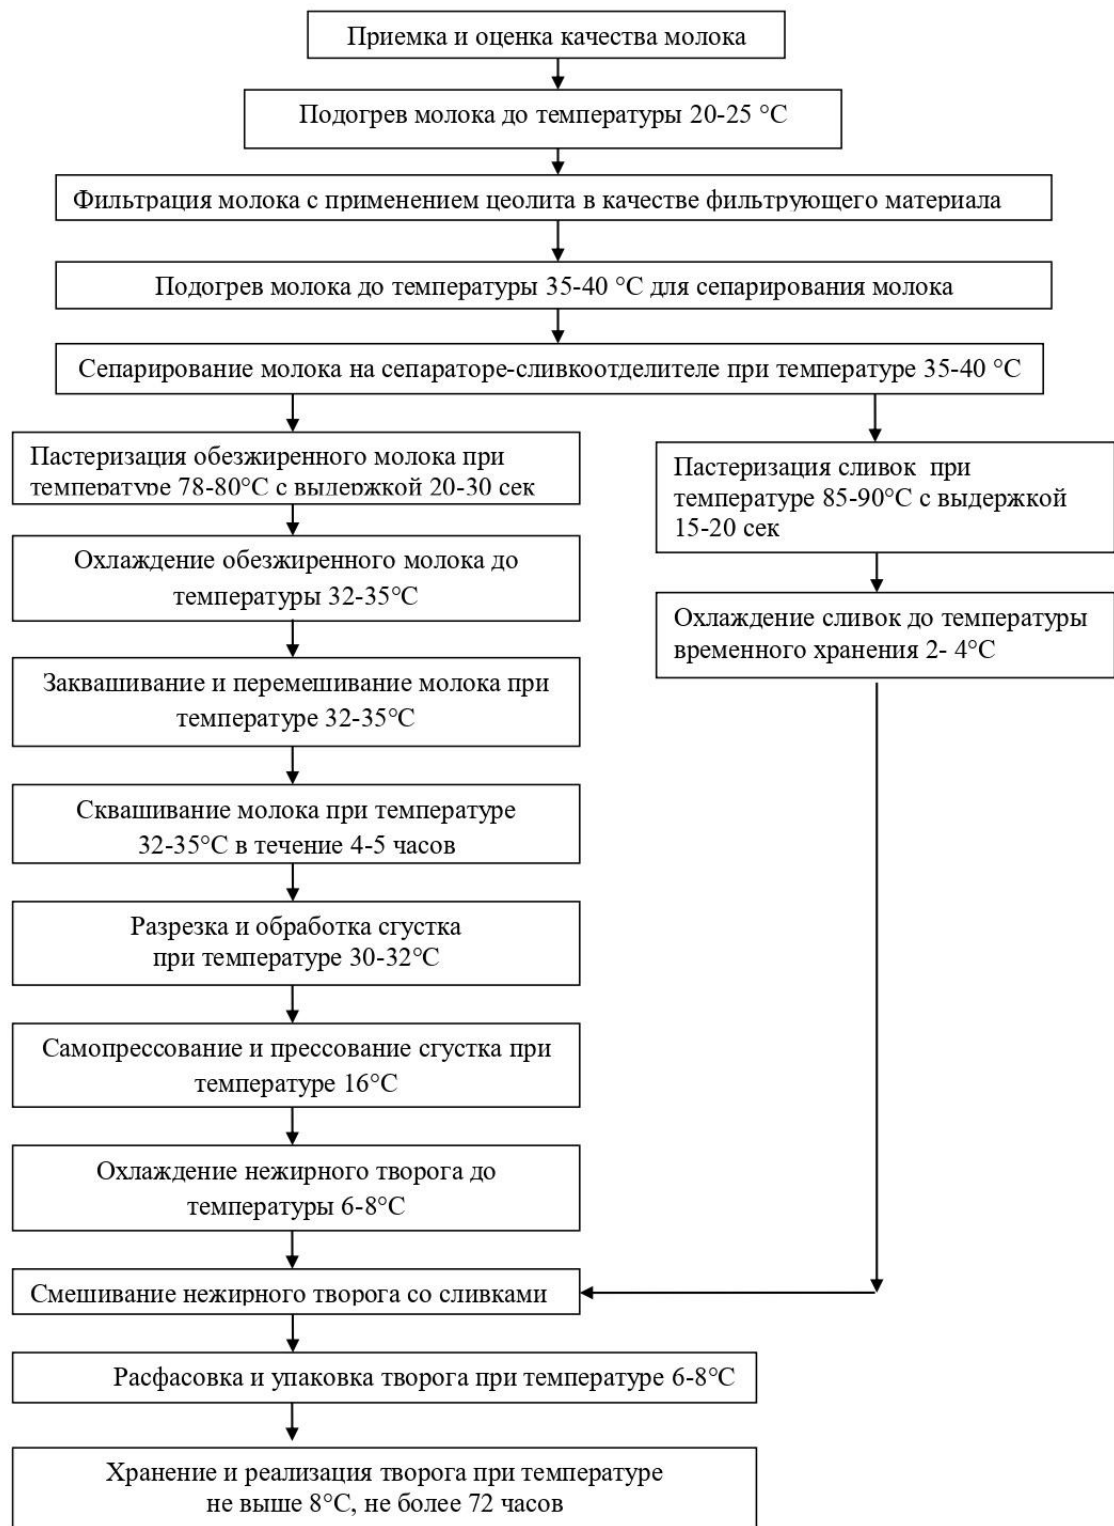 Приемка и оценка качества молока
Подогрев молока до температуры 20-25 °С
Фильтрация молока с применением цеолита в качестве фильтрующего материала
Подогрев молока до температуры 35-40 °С для сепарирования молока
Сепарирование молока на сепараторе-сливкоотделителе при температуре 35-40 °С
Пастеризация обезжиренного молока при
температуре 78-80°С с выдержкой 20-30 сек
Охлаждение обезжиренного молока до
температуры 32-35°С
Заквашивание и перемешивание молока при
температуре 32-35°С
Сквашивание молока при температуре
32-35°С в течение 4-5 часов
Разрезка и обработка сгустка
при температуре 30-32°С
Самопрессование и прессование сгустка при
температуре 16°С
Охлаждение нежирного творога до
температуры 6-8°С
Пастеризация сливок при
температуре 85-90°С с выдержкой
15-20 сек
Охлаждение сливок до температуры
временного хранения 2- 4°С
Смешивание нежирного творога со сливками
Расфасовка и упаковка творога при температуре 6-8°С
Хранение и реализация творога при температуре
не выше 8°С, не более 72 часов